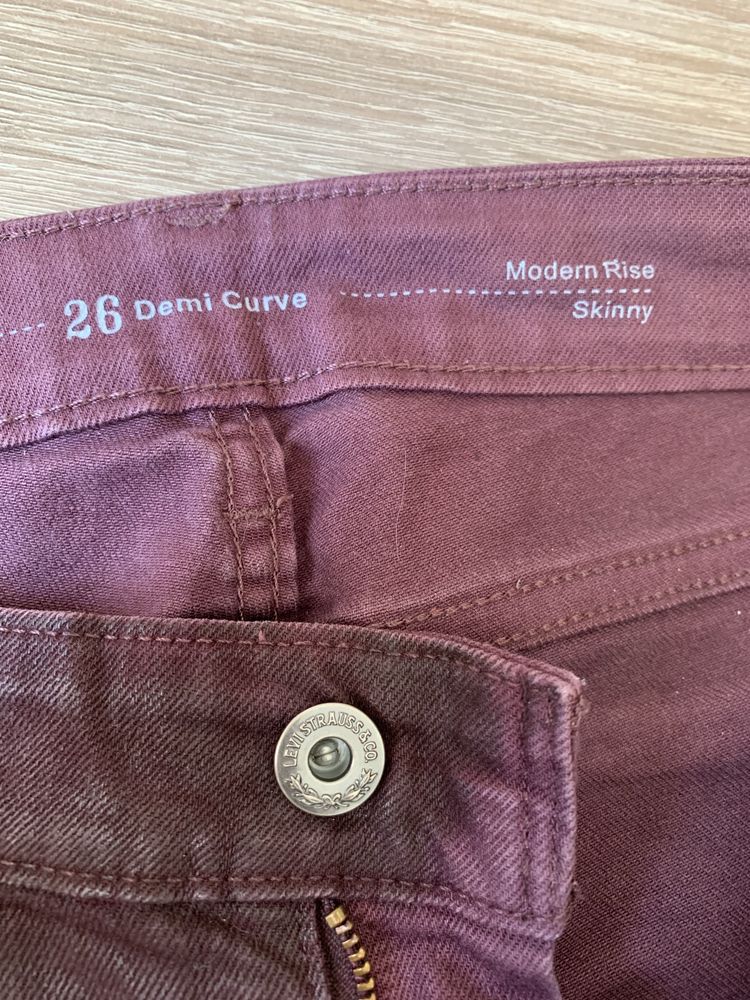 26 Demi Curve
Modern Rise
Skinny
LEVI STRAUSS & CO.